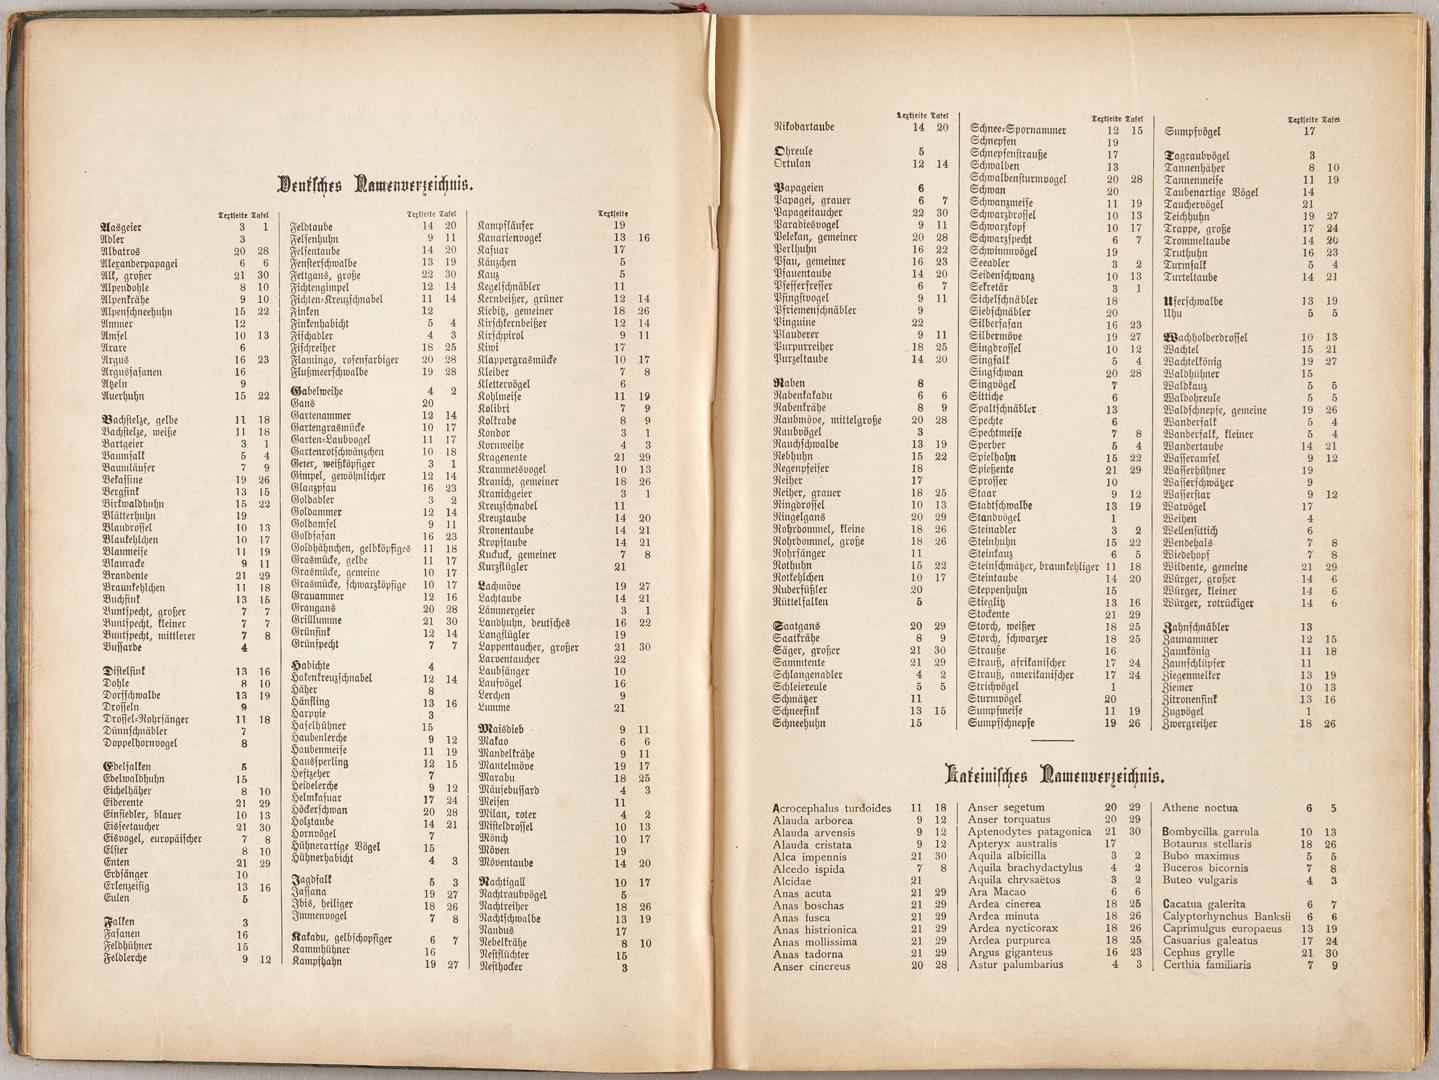 Deutsches Namenverzeichnis.
Textseite Tafel
Aasgeier 3 1
Adler 3
Albatros 20 28
Alexanderpapagei 6 6
Alk, großer 21 30
Alpendohle 8 10
Alpenkrähe 9 10
Alpenschneehuhn 15 22
Ammer 12
Amsel 10 13
Arare 6
Argus 16 23
Argusfasanen 16
Atzeln 9
Auerhuhn 15 22
Bachstelze, gelbe 11 18
Bachstelze, weiße 11 18
Bartgeier 3 1
Baumfalk 5 4
Baumläufer 7 9
Bekassine 19 26
Bergfink 13 15
Birkwaldhuhn 15 22
Blätterhuhn 19
Blaudrossel 10 13
Blaukehlchen 10 17
Blaumeise 11 19
Blauracke 9 11
Brandente 21 29
Braunkehlchen 11 18
Buchfink 13 15
Buntspecht, großer 7 7
Buntspecht, kleiner 7 7
Buntspecht, mittlerer 7 8
Bussarde 4
Distelfink 13 16
Dohle 8 10
Dorfschwalbe 13 19
Drosseln 9
Drossel-Rohrsänger 11 18
Dünnschnäbler 7
Doppelhornvogel 8
Edelfalken 5
Edelwaldhuhn 15
Eichelhäher 8 10
Eiderente 21 29
Einsiedler, blauer 10 13
Eisseetaucher 21 30
Eisvogel, europäischer 7 8
Elster 8 10
Enten 21 29
Erdsänger 10
Erlenzeisig 13 16
Eulen 5
Falken 3
Fasanen 16
Feldhühner 15
Feldlerche 9 12
Textseite Tafel
Feldtaube 14 20
Felsenhuhn 9 11
Felsentaube 14 20
Fensterschwalbe 13 19
Fettgans, große 22 30
Fichtengimpel 12 14
Fichten-Kreuzschnabel 11 14
Finken 12
Finkenhabicht 5 4
Fischadler 4 3
Fischreiher 18 25
Flamingo, rosenfarbiger 20 28
Flußmeerschwalbe 19 28
Gabelweihe 4 2
Gans 20
Gartenammer 12 14
Gartengrasmücke 10 17
Garten-Laubvogel 11 17
Gartenrotschwänzchen 10 18
Geier, weißköpfiger 3 1
Gimpel, gewöhnlicher 12 14
Glanzpfau 16 23
Goldadler 3 2
Goldammer 12 14
Goldamsel 9 11
Goldfasan 16 23
Goldhähnchen, gelbköpfiges 11 18
Grasmücke, gelbe 11 17
Grasmücke, gemeine 10 17
Grasmücke, schwarzköpfige 10 17
Grauammer 12 16
Graugans 20 28
Grilllumme 21 30
Grünfink 12 14
Grünspecht 7 7
Habichte 4
Hakenkreuzschnabel 12 14
Häher 8
Hänfling 13 16
Harpyie 3
Haselhühner 15
Haubenlerche 9 12
Haubenmeise 11 19
Haussperling 12 15
Heftzeher 7
Heidelerche 9 12
Helmkasuar 17 24
Höckerschwan 20 28
Holztaube 14 21
Hornvögel 7
Hühnerartige Vögel 15
Hühnerhabicht 4 3
Jagdfalk 5 3
Jassana 19 27
Ibis, heiliger 18 26
Immenvogel 7 8
Kakadu, gelbschopfiger 6 7
Kammhühner 16
Kampfhahn 19 27
Textseite
Kampfläufer 19
Kanarienvogel 13 16
Kasuar 17
Käuzchen 5
Kauz 5
Kegelschnäbler 11
Kernbeißer, grüner 12 14
Kiebitz, gemeiner 18 26
Kirschkernbeißer 12 14
Kirschpirol 9 11
Kiwi 17
Klappergrasmücke 10 17
Kleiber 7 8
Klettervögel 6
Kohlmeise 11 19
Kolibri 7 9
Kolkrabe 8 9
Kondor 3 1
Kornweihe 4 3
Kragenente 21 29
Krammetsvogel 10 13
Kranich, gemeiner 18 26
Kranichgeier 3 1
Kreuzschnabel 11
Kreuztaube 14 20
Kronentaube 14 21
Kropftaube 14 21
Kuckuck, gemeiner 7 8
Kurzflügler 21
Lachmöve 19 27
Lachtaube 14 21
Lämmergeier 3 1
Landhuhn, deutsches 16 22
Langflügler 19
Lappentaucher, großer 21 30
Larventaucher 22
Laubsänger 10
Laufvögel 16
Lerchen 9
Lumme 21
Maisdieb 9 11
Makao 6 6
Mandelkrähe 9 11
Mantelmöve 19 17
Marabu 18 25
Mäusebussard 4 3
Meisen 11
Milan, roter 4 2
Misteldrossel 10 13
Mönch 10 17
Möven 19
Möventaube 14 20
Nachtigall 10 17
Nachtraubvögel 5
Nachtreiher 18 26
Nachtschwalbe 13 19
Nandus 17
Nebelkrähe 8 10
Nestflüchter 15
Nesthocker 3
Textseite Tafel
Nikobartaube 14 20
Ohreule 5
Ortulan 12 14
Papageien 6
Papagei, grauer 6 7
Papageitaucher 22 30
Paradiesvogel 9 11
Pelekan, gemeiner 20 28
Perlhuhn 16 22
Pfau, gemeiner 16 23
Pfauentaube 14 20
Pfefferfresser 6 7
Pfingstvogel 9 11
Pfriemenschnäbler 9
Pinguine 22
Plauderer 9 11
Purpurreiher 18 25
Purzeltaube 14 20
Raben 8
Rabenkakadu 6 6
Rabenkrähe 8 9
Raubmöve, mittelgroße 20 28
Raubvögel 3
Rauchschwalbe 13 19
Rebhuhn 15 22
Regenpfeifer 18
Reiher 17
Reiher, grauer 18 25
Ringdrossel 10 13
Ringelgans 20 29
Rohrdommel, kleine 18 26
Rohrdommel, große 18 26
Rohrsänger 11
Rothuhn 15 22
Rotkehlchen 10 17
Ruderfüßler 20
Rüttelfalken 5
Saatgans 20 29
Saatkrähe 8 9
Säger, großer 21 30
Sammtente 21 29
Schlangenadler 4 2
Schleiereule 5 5
Schmätzer 11
Schneefink 13 15
Schneehuhn 15
Textseite Tafel
Schnee-Spornammer 12 15
Schnepfen 19
Schnepfenstrauße 17
Schwalben 13
Schwalbensturmvogel 20 28
Schwan 20
Schwanzmeise 11 19
Schwarzdrossel 10 13
Schwarzkopf 10 17
Schwarzspecht 6 7
Schwimmvögel 19
Seeadler 3 2
Seidenschwanz 10 13
Sekretär 3 1
Sichelschnäbler 18
Siebschnäbler 20
Silberfasan 16 23
Silbermöve 19 27
Singdrossel 10 12
Singfalk 5 4
Singschwan 20 28
Singvögel 7
Sittiche 6
Spaltschnäbler 13
Spechte 6
Spechtmeise 7 8
Sperber 5 4
Spielhahn 15 22
Spießente 21 29
Sprosser 10
Staar 9 12
Stadtschwalbe 13 19
Standvögel 1
Steinadler 3 2
Steinhuhn 15 22
Steinkauz 6 5
Steinschmätzer, braunkehliger 11 18
Steintaube 14 20
Steppenhuhn 15
Stieglitz 13 16
Stockente 21 29
Storch, weißer 18 25
Storch, schwarzer 18 25
Strauße 16
Strauß, afrikanischer 17 24
Strauß, amerikanischer 17 24
Strichvögel 1
Sturmvögel 20
Sumpfmeise 11 19
Sumpfschnepfe 19 26
Textseite Tafel
Sumpfvögel 17
Tagraubvögel 3
Tannenhäher 8 10
Tannenmeise 11 19
Taubenartige Vögel 14
Tauchervögel 21
Teichhuhn 19 27
Trappe, große 17 24
Trommeltaube 14 20
Truthuhn 16 23
Turmfalk 5 4
Turteltaube 14 21
Uferschwalbe 13 19
Uhu 5 5
Wachholderdrossel 10 13
Wachtel 15 21
Wachtelkönig 19 27
Waldhühner 15
Waldkauz 5 5
Waldohreule 5 5
Waldschnepfe, gemeine 19 26
Wanderfalk 5 4
Wanderfalk, kleiner 5 4
Wandertaube 14 21
Wasseramsel 9 12
Wasserhühner 19
Wasserschwätzer 9
Wasserstar 9 12
Watvögel 17
Weihen 4
Wellensittich 6
Wendehals 7 8
Wiedehopf 7 8
Wildente, gemeine 21 29
Würger, großer 14 6
Würger, kleiner 14 6
Würger, rotrückiger 14 6
Zahnschnäbler 13
Zaunammer 12 15
Zaunkönig 11 18
Zaunschlüpfer 11
Ziegenmelker 13 19
Ziemer 10 13
Zitronenfink 13 16
Zugvögel 1
Zwergreiher 18 26
Lateinisches Namenverzeichnis.
Acrocephalus turdoides 11 18
Alauda arborea 9 12
Alauda arvensis 9 12
Alauda cristata 9 12
Alca impennis 21 30
Alcedo ispida 7 8
Alcidae 21
Anas acuta 21 29
Anas boschas 21 29
Anas fusca 21 29
Anas histrionica 21 29
Anas mollissima 21 29
Anas tadorna 21 29
Anser cinereus 20 28
Anser segetum 20 29
Anser torquatus 20 29
Aptenodytes patagonica 21 30
Apteryx australis 17
Aquila albicilla 3 2
Aquila brachydactylus 4 2
Aquila chrysaëtos 3 2
Ara Macao 6 6
Ardea cinerea 18 25
Ardea minuta 18 26
Ardea nycticorax 18 26
Ardea purpurea 18 25
Argus giganteus 16 23
Astur palumbarius 4 3
Athene noctua 6 5
Bombycilla garrula 10 13
Botaurus stellaris 18 26
Bubo maximus 5 5
Buceros bicornis 7 8
Buteo vulgaris 4 3
Cacatua galerita 6 7
Calyptorhynchus Banksii 6 6
Caprimulgus europaeus 13 19
Casuarius galeatus 17 24
Cephus grylle 21 30
Certhia familiaris 7 9